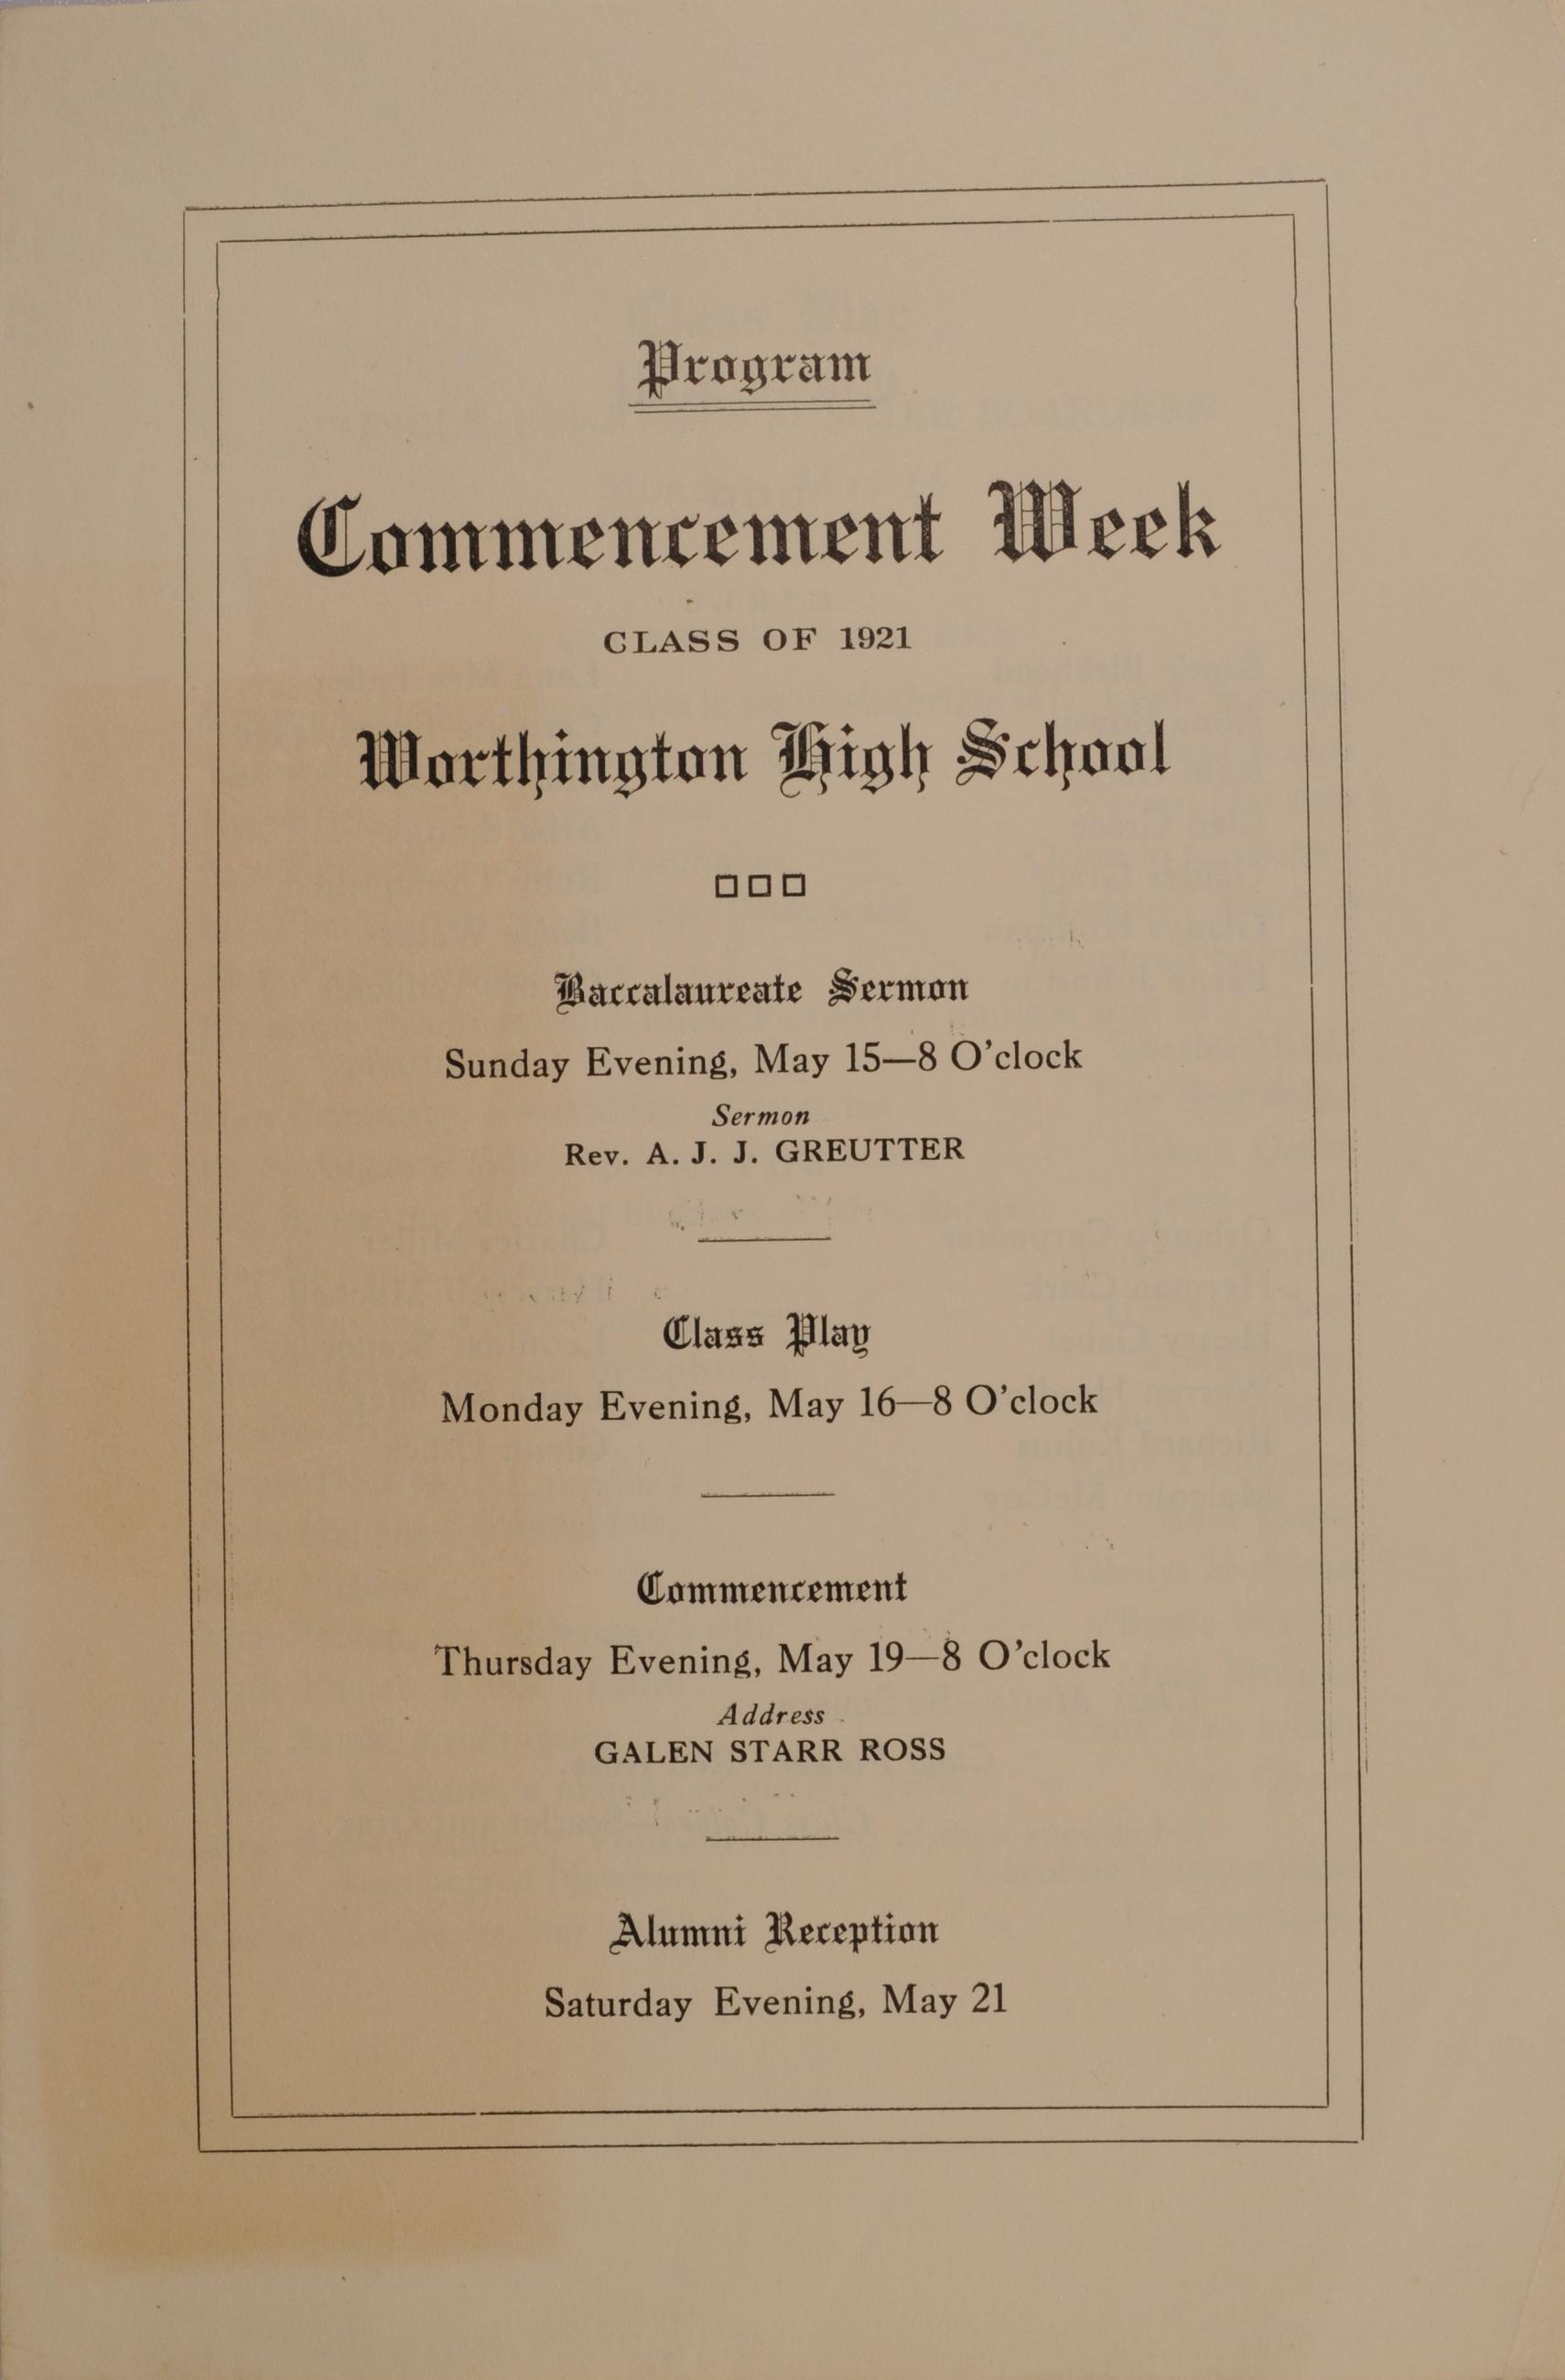 Program
Commencement Week
CLASS OF 1921
Worthington High School
Baccalaureate Sermon
Sunday Evening, May 15—8 O'clock
Sermon
Rev. A. J. J. GREUTTER
Class Play
Monday Evening, May 16—8 O'clock
Commencement
Thursday Evening, May 19—8 O'clock
Address
GALEN STARR ROSS
Alumni Reception
Saturday Evening, May 21